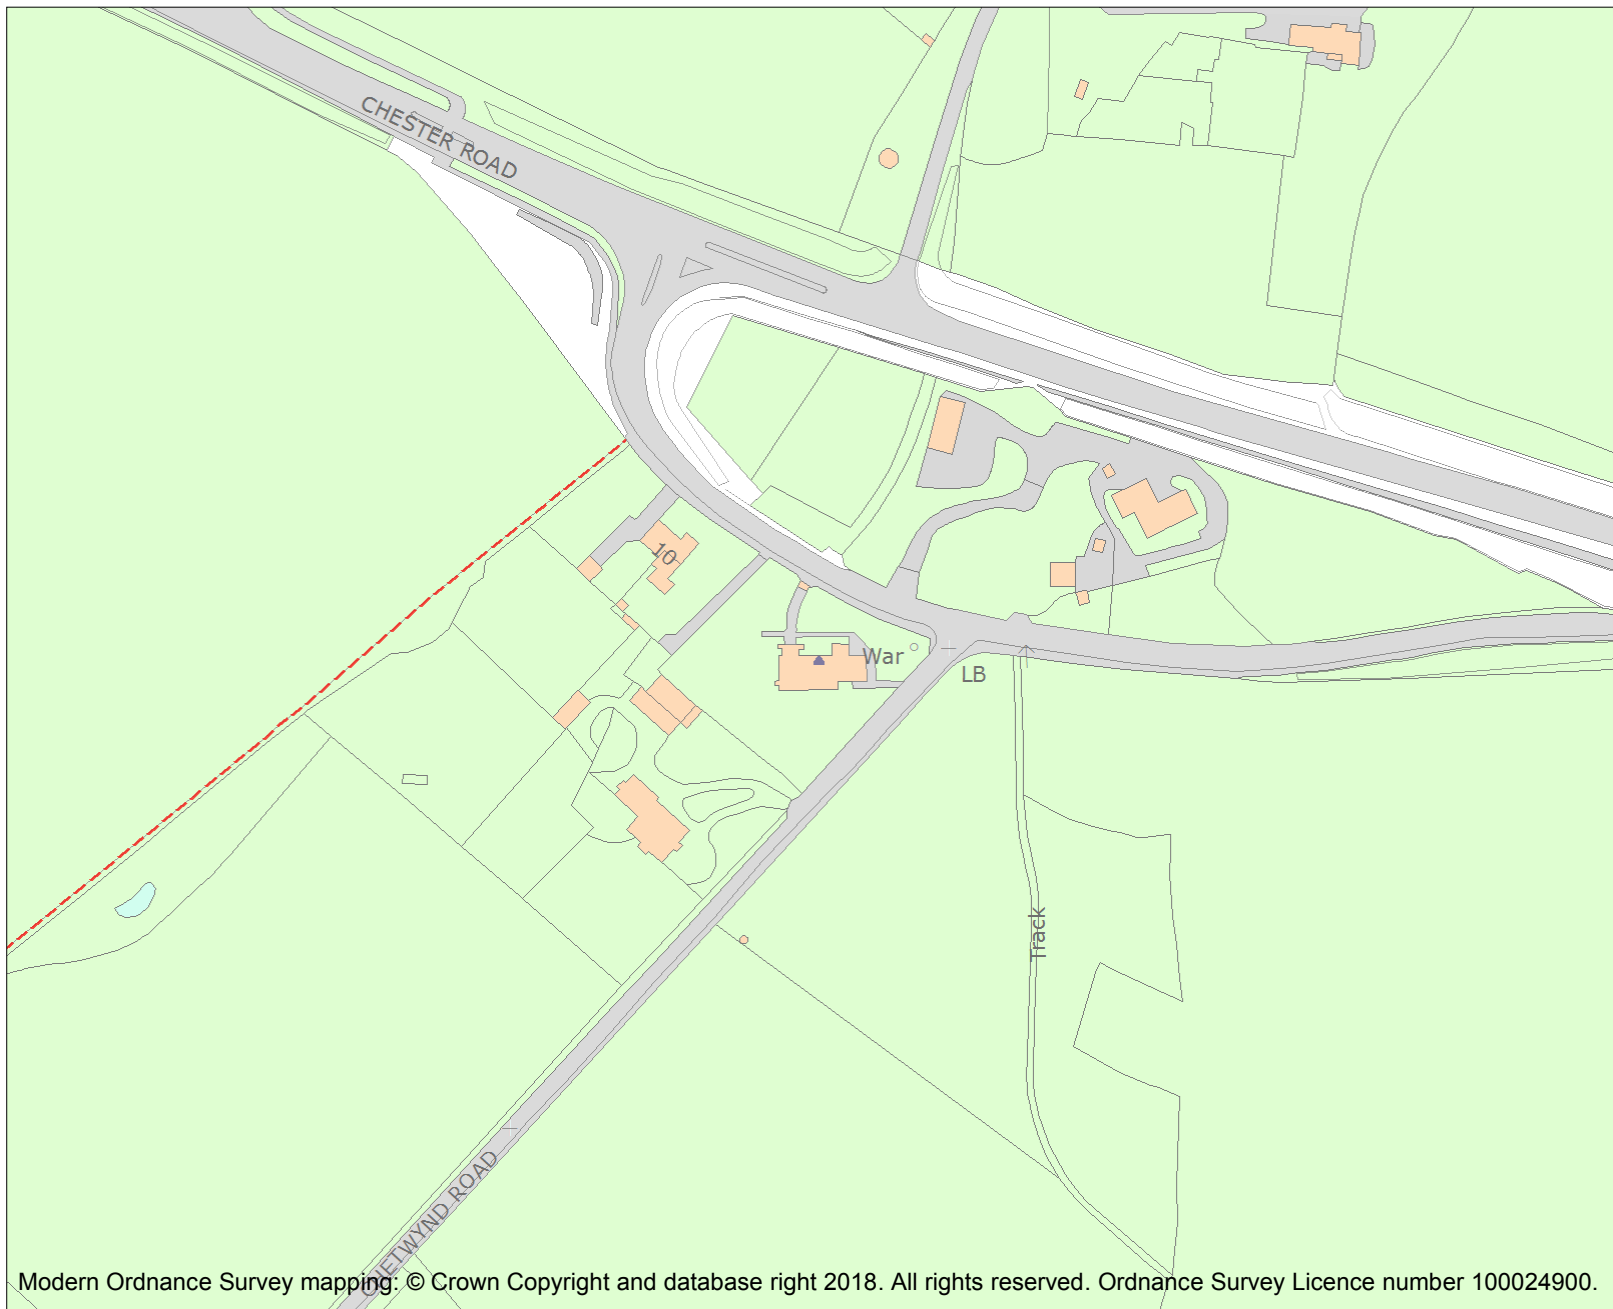 CHESTER ROAD
10
War
LB
Track
CHETWYND ROAD
Modern Ordnance Survey mapping: © Crown Copyright and database right 2018. All rights reserved. Ordnance Survey Licence number 100024900.